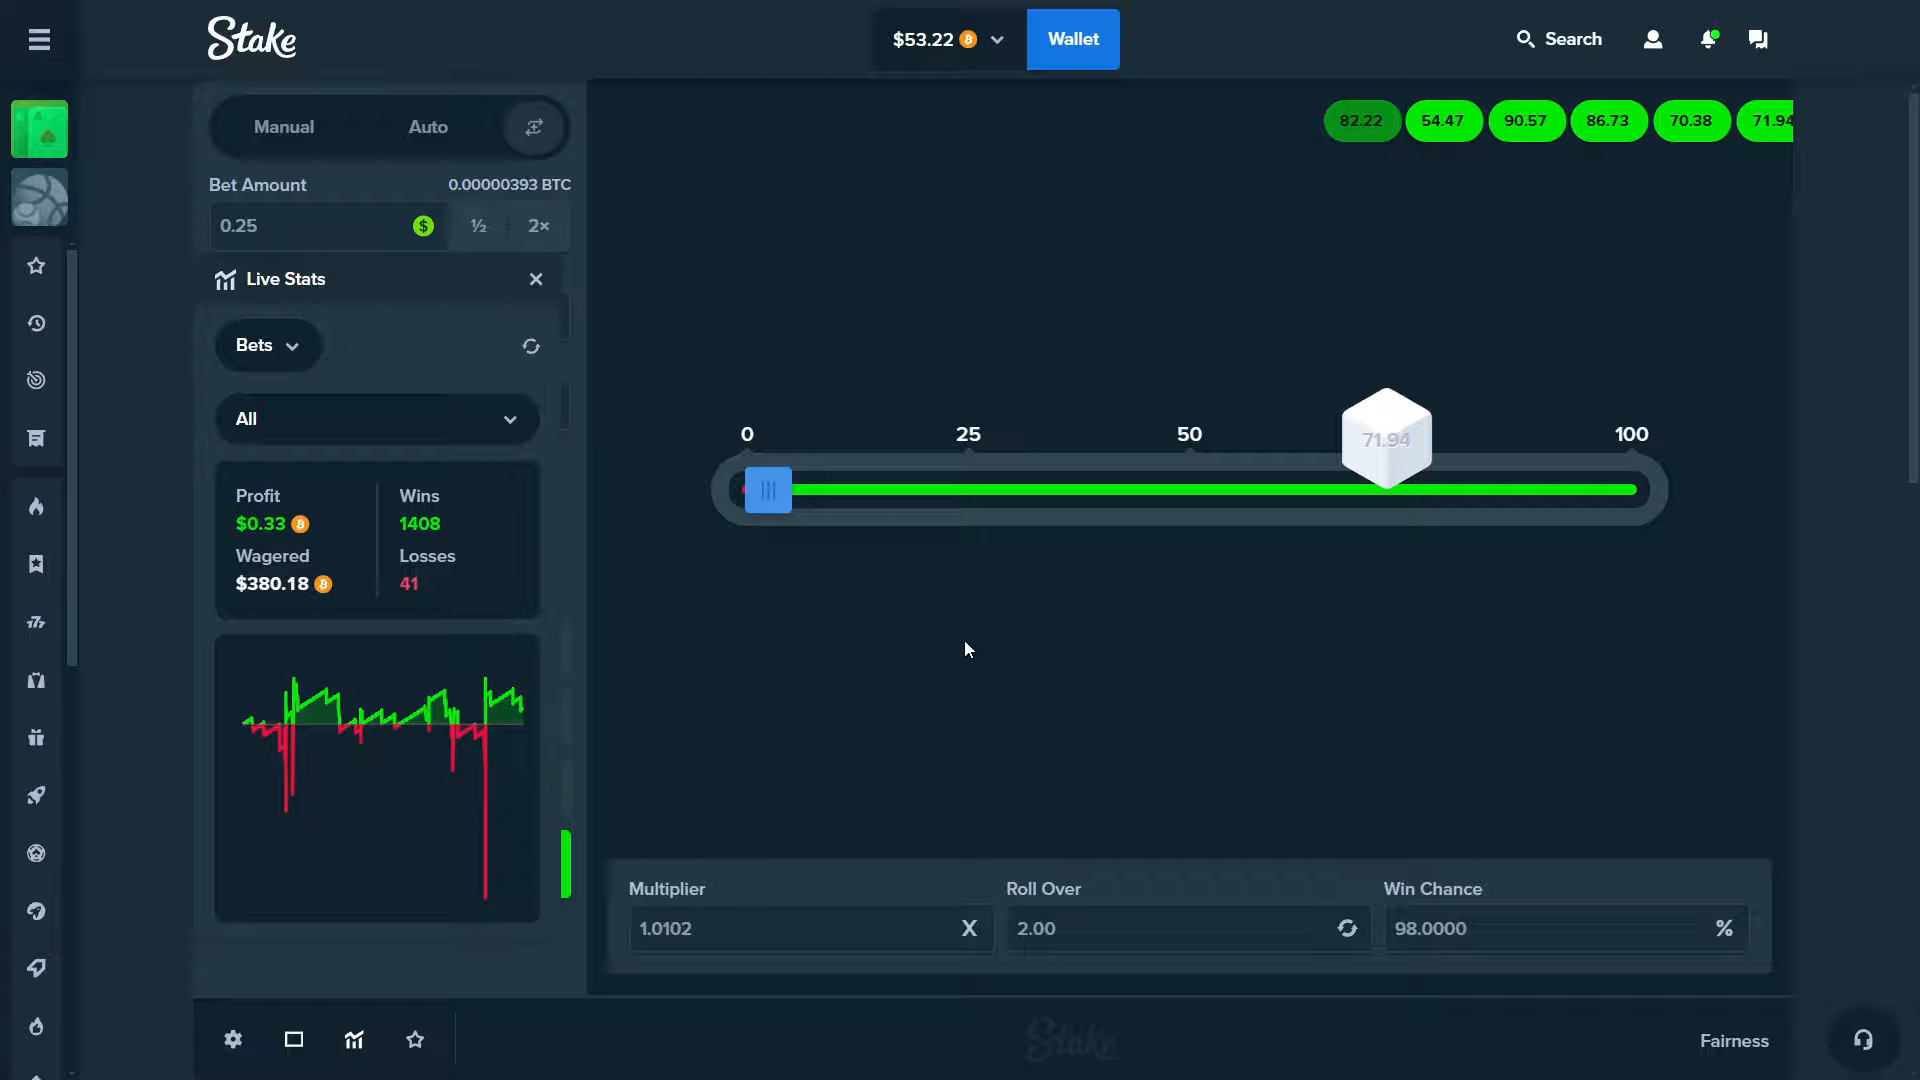 Stake
$53.22
Wallet
Search
Manual
Auto
82.22
54.47
90.57
86.73
70.38
71.94
Bet Amount
0.00000393 BTC
0.25
$
½
2×
Live Stats
Bets
All
0
25
50
71.94
100
Profit
Wins
$0.33
1408
Wagered
Losses
$380.18
41
Multiplier
Roll Over
Win Chance
1.0102
X
2.00
98.0000
%
Stake
Fairness